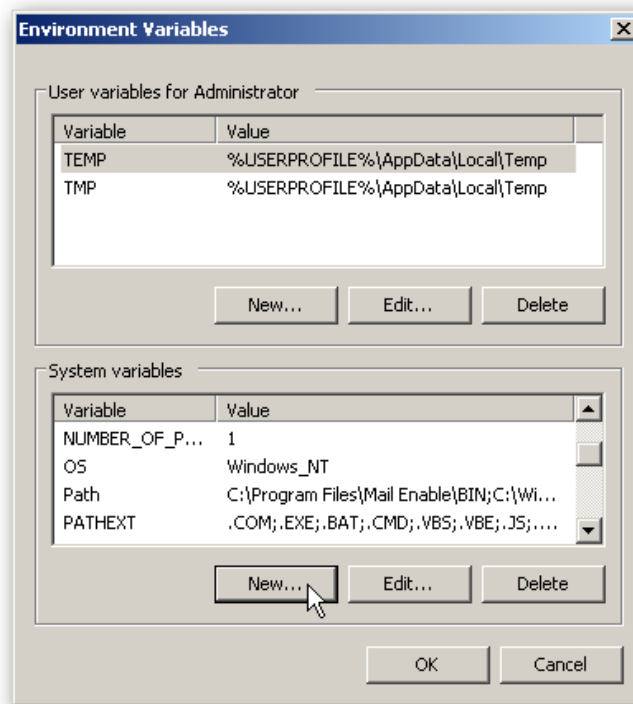 Environment Variables
User variables for Administrator
Variable Value
TEMP %USERPROFILE%\AppData\Local\Temp
TMP %USERPROFILE%\AppData\Local\Temp
New... Edit... Delete
System variables
Variable Value
NUMBER_OF_P... 1
OS Windows_NT
Path C:\Program Files\Mail Enable\BIN;C:\Wi...
PATHEXT .COM;.EXE;.BAT;.CMD;.VBS;.VBE;.JS;....
New... Edit... Delete
OK Cancel